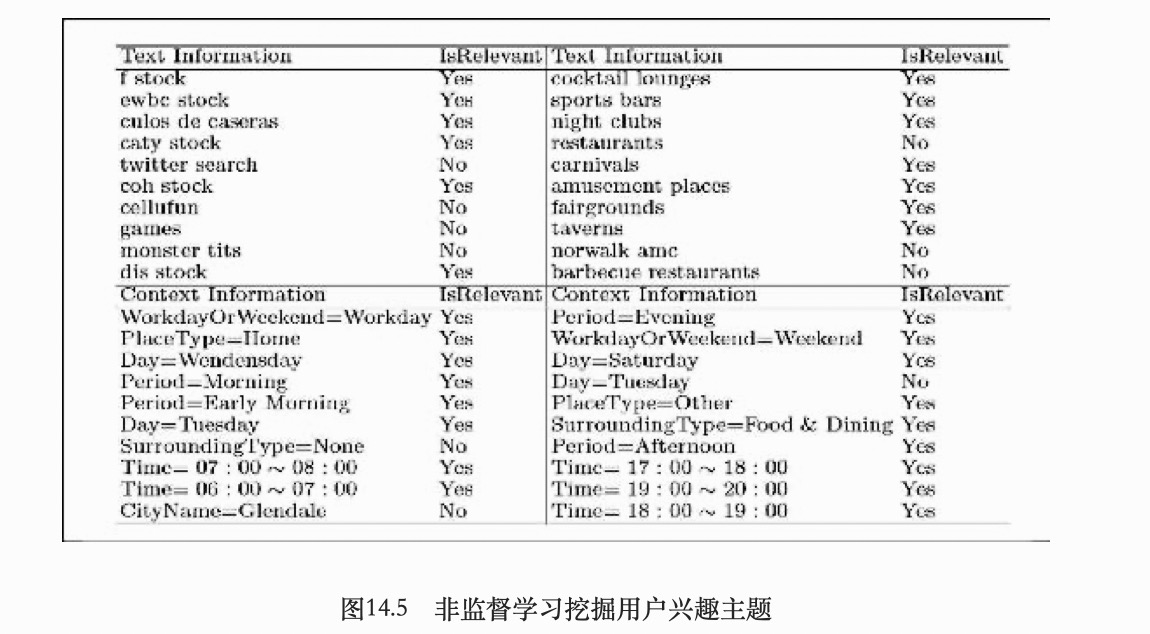 Text Information IsRelevant Text Information IsRelevant
f stock Yes cocktail lounges Yes
ewbc stock Yes sports bars Yes
culos de caseras Yes night clubs Yes
caty stock Yes restaurants No
twitter search No carnivals Yes
coh stock Yes amusement places Yes
cellufun No fairgrounds Yes
games No taverns Yes
monster tits No norwalk amc No
dis stock Yes barbecue restaurants No
Context Information IsRelevant Context Information IsRelevant
WorkdayOrWeekend=Workday Yes Period=Evening Yes
PlaceType=Home Yes WorkdayOrWeekend=Weekend Yes
Day=Wendensday Yes Day=Saturday Yes
Period=Morning Yes Day=Tuesday No
Period=Early Morning Yes PlaceType=Other Yes
Day=Tuesday Yes SurroundingType=Food & Dining Yes
SurroundingType=None No Period=Afternoon Yes
Time= 07 : 00 ~ 08 : 00 Yes Time= 17 : 00 ~ 18 : 00 Yes
Time= 06 : 00 ~ 07 : 00 Yes Time= 19 : 00 ~ 20 : 00 Yes
CityName=Glendale No Time= 18 : 00 ~ 19 : 00 Yes
图14.5 非监督学习挖掘用户兴趣主题